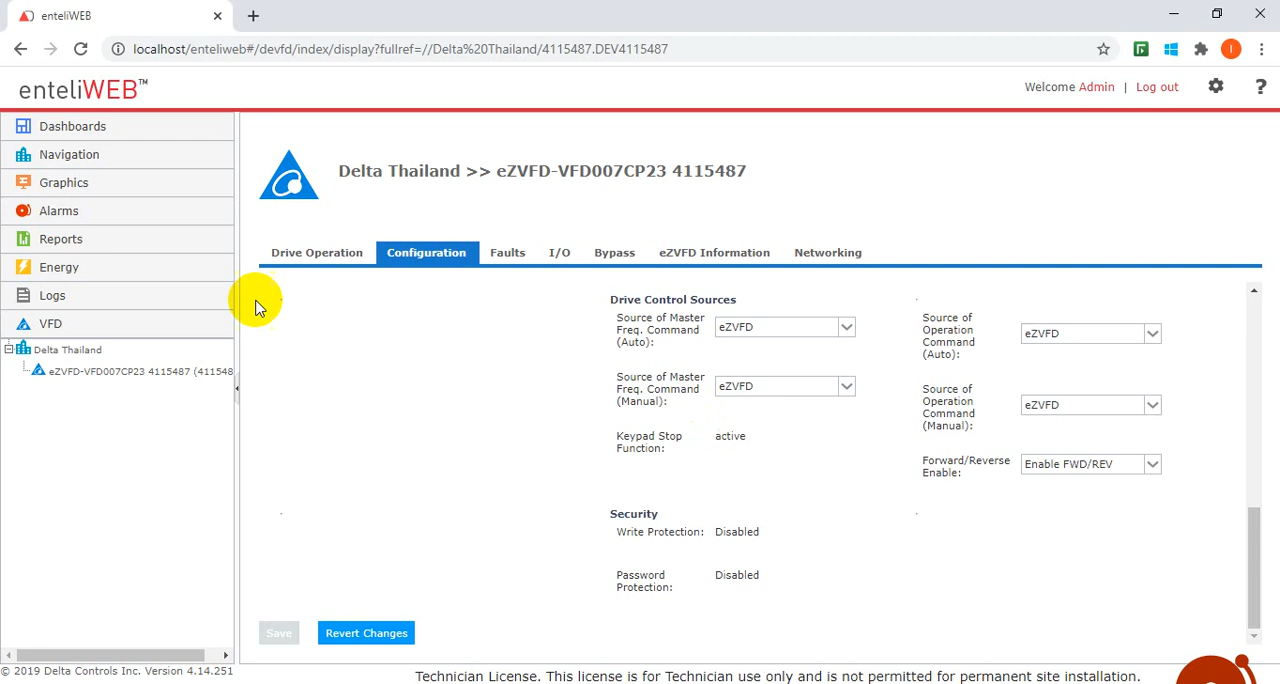 enteliWEB
localhost/enteliweb#/devfd/index/display?fullref=//Delta%20Thailand/4115487.DEV4115487
I
enteliWEB™
Welcome Admin | Log out
?
Dashboards
Navigation
Graphics
Alarms
Reports
Energy
Logs
VFD
Delta Thailand
eZVFD-VFD007CP23 4115487 (411548
Delta Thailand >> eZVFD-VFD007CP23 4115487
Drive Operation Configuration Faults I/O Bypass eZVFD Information Networking
Drive Control Sources
Source of Master
Freq. Command
(Auto):
eZVFD
Source of
Operation
Command
(Auto):
eZVFD
Source of Master
Freq. Command
(Manual):
eZVFD
Source of
Operation
Command
(Manual):
eZVFD
Keypad Stop
Function:
active
Forward/Reverse
Enable:
Enable FWD/REV
Security
Write Protection: Disabled
Password
Protection:
Disabled
Save Revert Changes
© 2019 Delta Controls Inc. Version 4.14.251
Technician License. This license is for Technician use only and is not permitted for permanent site installation.